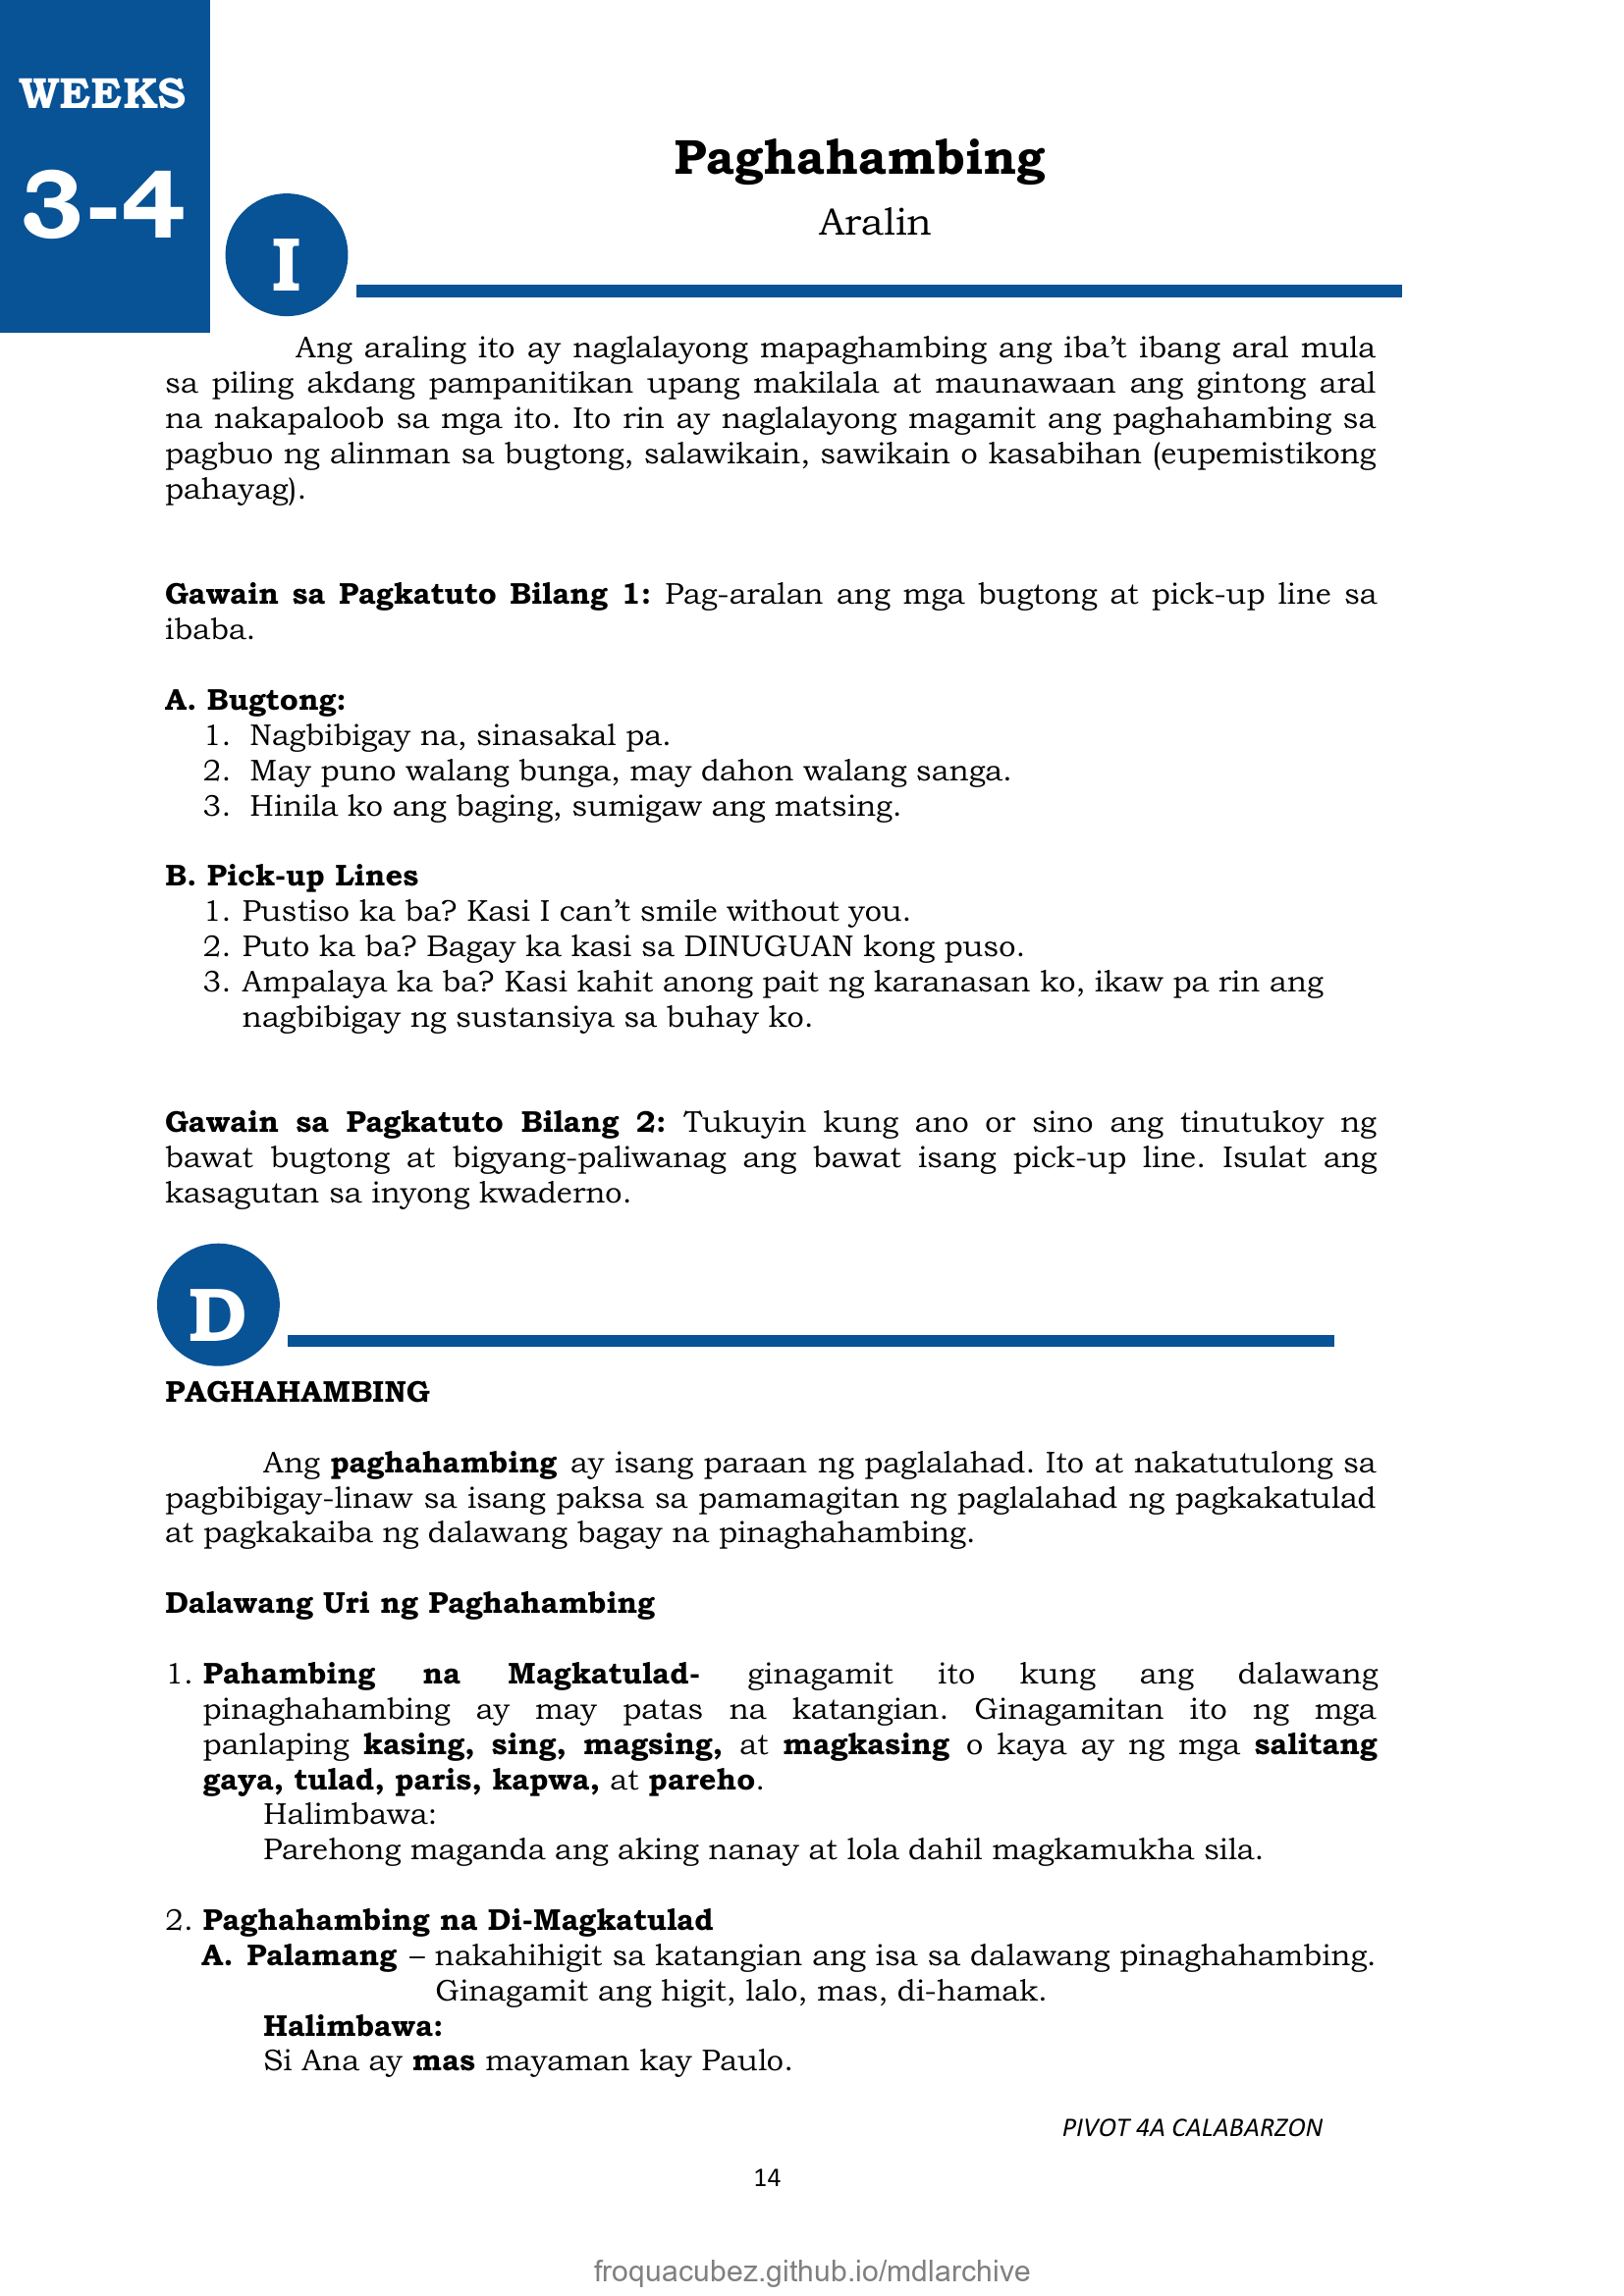 WEEKS
3-4
Paghahambing
Aralin
I
Ang araling ito ay naglalayong mapaghambing ang iba’t ibang aral mula
sa piling akdang pampanitikan upang makilala at maunawaan ang gintong aral
na nakapaloob sa mga ito. Ito rin ay naglalayong magamit ang paghahambing sa
pagbuo ng alinman sa bugtong, salawikain, sawikain o kasabihan (eupemistikong
pahayag).
Gawain sa Pagkatuto Bilang 1: Pag-aralan ang mga bugtong at pick-up line sa
ibaba.
A. Bugtong:
1. Nagbibigay na, sinasakal pa.
2. May puno walang bunga, may dahon walang sanga.
3. Hinila ko ang baging, sumigaw ang matsing.
B. Pick-up Lines
1. Pustiso ka ba? Kasi I can’t smile without you.
2. Puto ka ba? Bagay ka kasi sa DINUGUAN kong puso.
3. Ampalaya ka ba? Kasi kahit anong pait ng karanasan ko, ikaw pa rin ang
nagbibigay ng sustansiya sa buhay ko.
Gawain sa Pagkatuto Bilang 2: Tukuyin kung ano or sino ang tinutukoy ng
bawat bugtong at bigyang-paliwanag ang bawat isang pick-up line. Isulat ang
kasagutan sa inyong kwaderno.
D
PAGHAHAMBING
Ang paghahambing ay isang paraan ng paglalahad. Ito at nakatutulong sa
pagbibigay-linaw sa isang paksa sa pamamagitan ng paglalahad ng pagkakatulad
at pagkakaiba ng dalawang bagay na pinaghahambing.
Dalawang Uri ng Paghahambing
1. Pahambing na Magkatulad- ginagamit ito kung ang dalawang
pinaghahambing ay may patas na katangian. Ginagamitan ito ng mga
panlaping kasing, sing, magsing, at magkasing o kaya ay ng mga salitang
gaya, tulad, paris, kapwa, at pareho.
Halimbawa:
Parehong maganda ang aking nanay at lola dahil magkamukha sila.
2. Paghahambing na Di-Magkatulad
A. Palamang – nakahihigit sa katangian ang isa sa dalawang pinaghahambing.
Ginagamit ang higit, lalo, mas, di-hamak.
Halimbawa:
Si Ana ay mas mayaman kay Paulo.
PIVOT 4A CALABARZON
14
froquacubez.github.io/mdlarchive